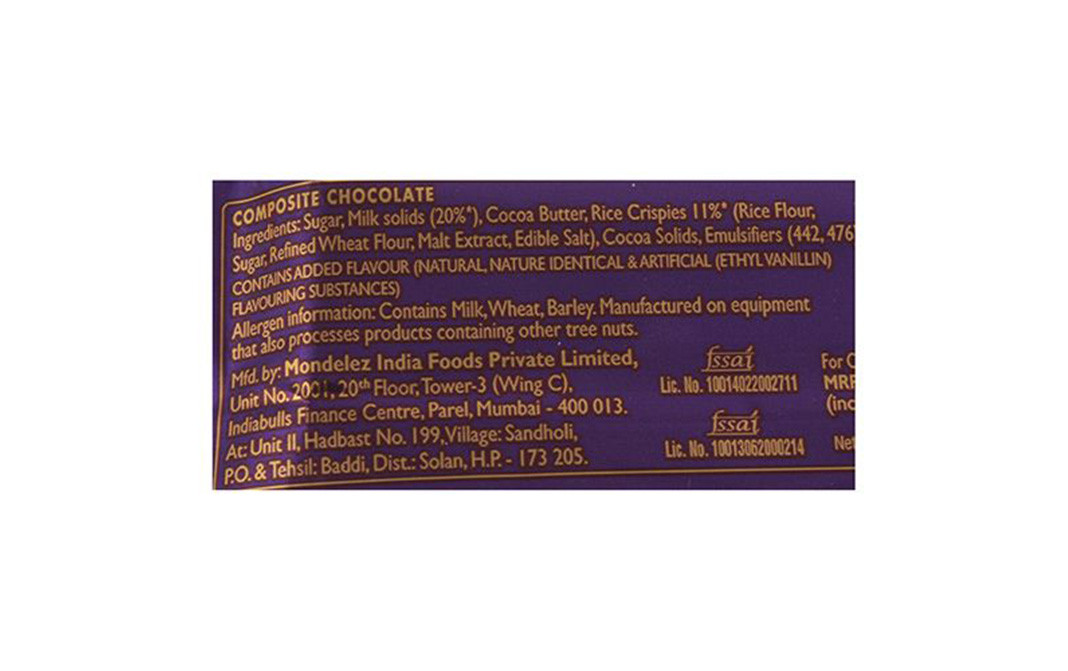 COMPOSITE CHOCOLATE
Ingredients: Sugar, Milk solids (20%*), Cocoa Butter, Rice Crispies 11%* (Rice Flour,
Sugar, Refined Wheat Flour, Malt Extract, Edible Salt), Cocoa Solids, Emulsifiers (442, 476
CONTAINS ADDED FLAVOUR (NATURAL, NATURE IDENTICAL & ARTIFICIAL (ETHYL VANILLIN)
FLAVOURING SUBSTANCES)
Allergen information: Contains Milk, Wheat, Barley. Manufactured on equipment
that also processes products containing other tree nuts.
Mfd. by: Mondelez India Foods Private Limited,
Unit No. 2001, 20th Floor, Tower-3 (Wing C),
Indiabulls Finance Centre, Parel, Mumbai - 400 013.
At: Unit II, Hadbast No. 199, Village: Sandholi,
P.O. & Tehsil: Baddi, Dist.: Solan, H.P. - 173 205.
fssai
Lic. No. 10014022002711
fssai
Lic. No. 10013062000214
For
MRP
(inc
Net